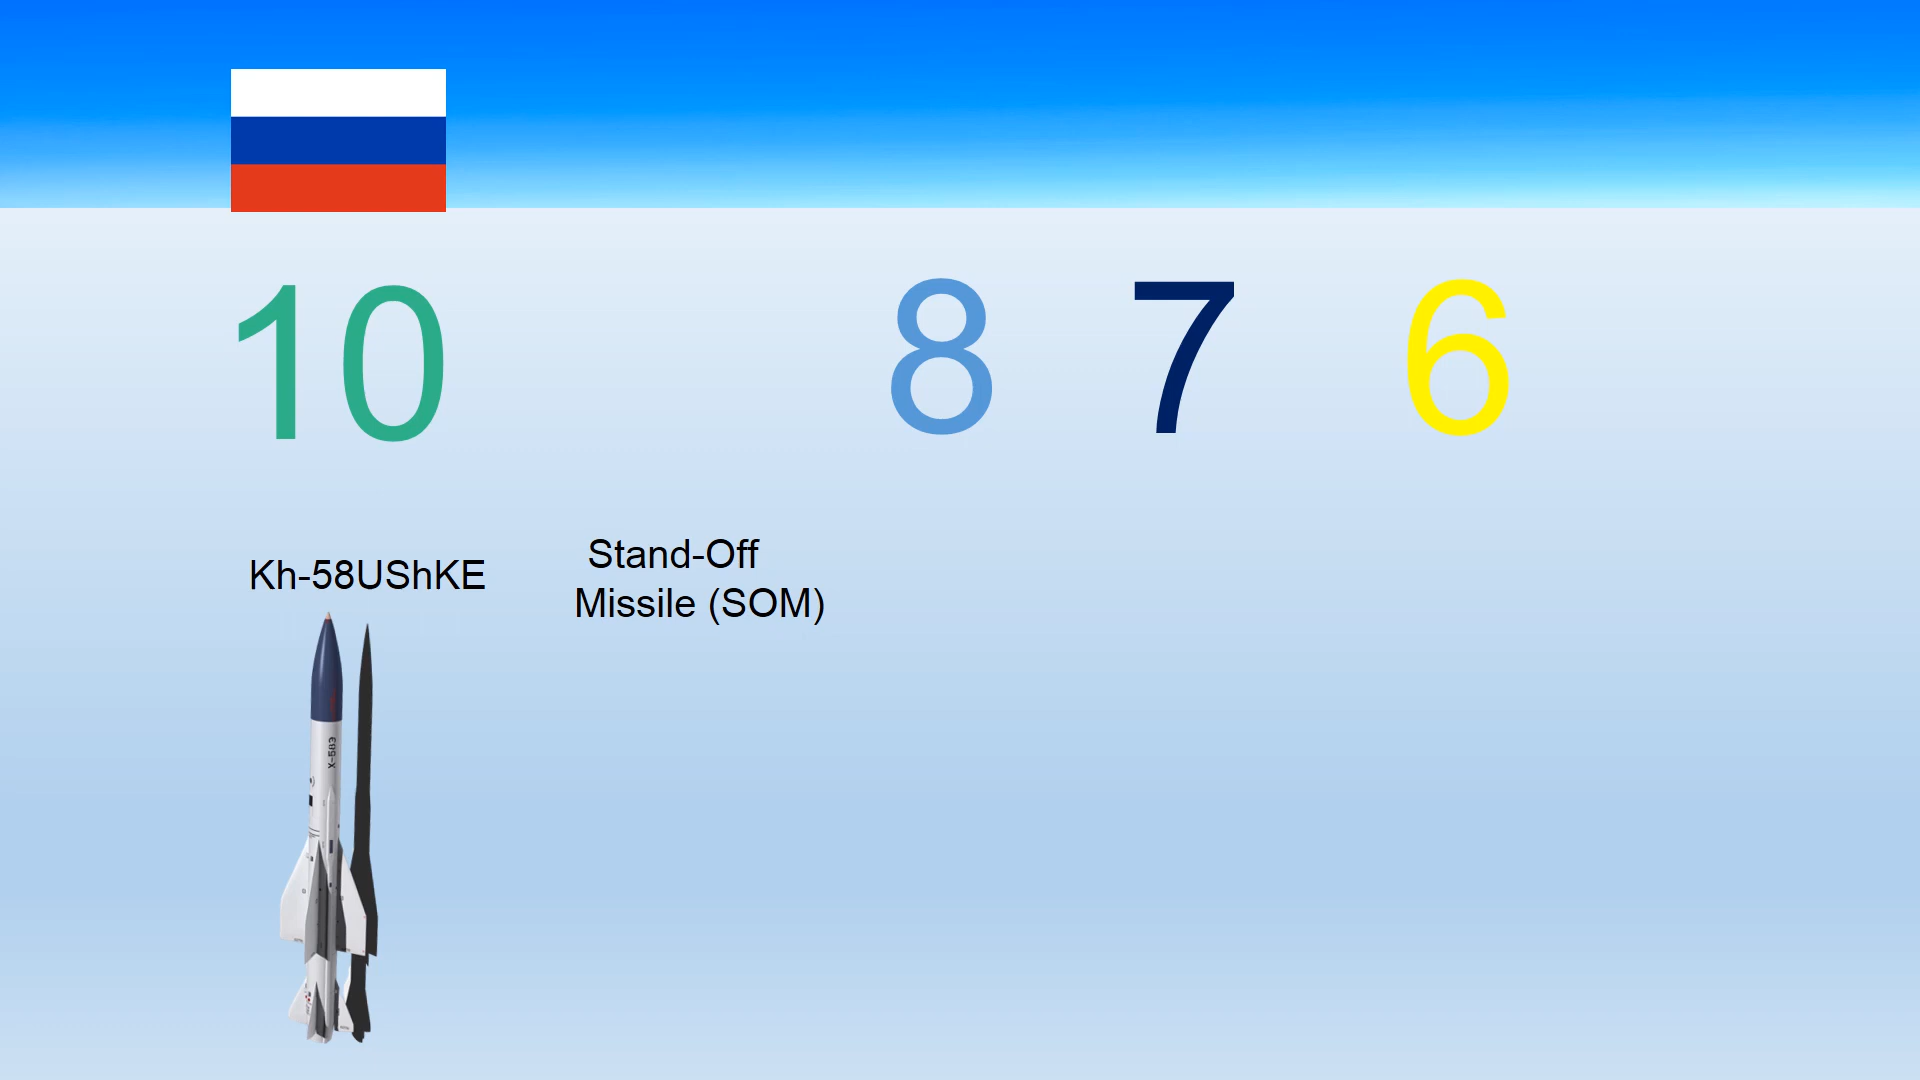 10 8 7 6
Kh-58UShKE
Stand-Off
Missile (SOM)
X-58Э